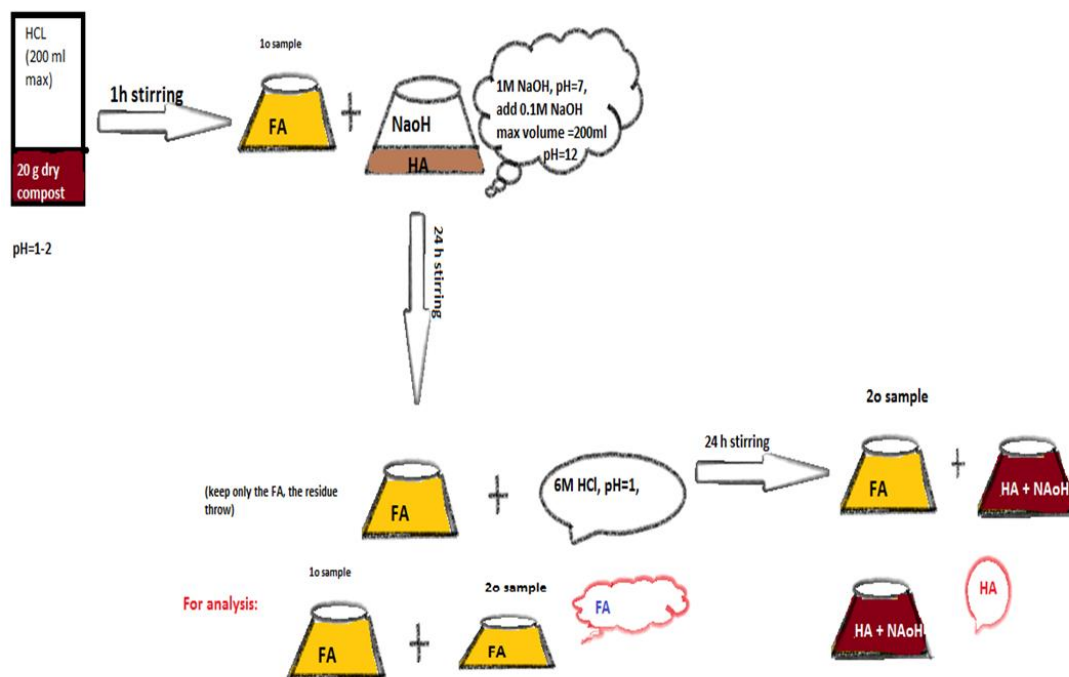 HCL
(200 ml
max)
20 g dry
compost
pH=1-2
1h stirring
1o sample
FA
+
NaoH
HA
1M NaOH, pH=7,
add 0.1M NaOH
max volume =200ml
pH=12
24 h stirring
(keep only the FA, the residue
throw)
FA
+
6M HCl, pH=1,
24 h stirring
2o sample
FA
+
HA + NAoH
For analysis:
1o sample
FA
+
2o sample
FA
FA
HA + NAoH
HA